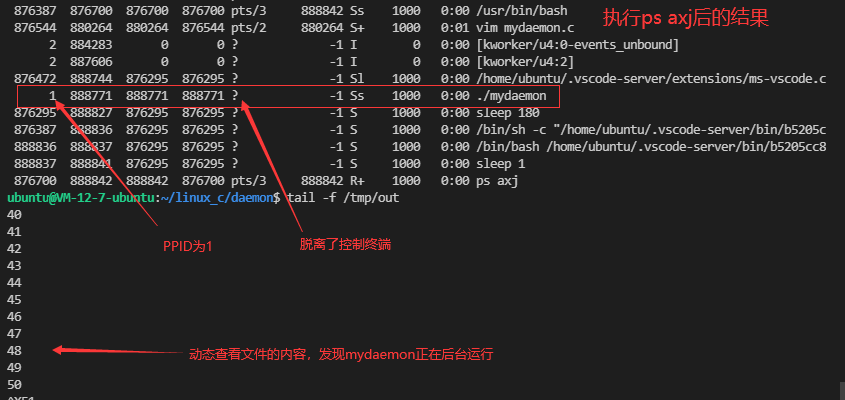 876387  876700  876700  876700 pts/3     888842 Ss    1000   0:00 /usr/bin/bash
执行ps axj后的结果
876544  880264  880264  876544 pts/2     880264 S+    1000   0:01 vim mydaemon.c
2  884283       0       0 ?             -1 I        0   0:00 [kworker/u4:0-events_unbound]
2  887606       0       0 ?             -1 I        0   0:00 [kworker/u4:2]
876472  888744  876295  876295 ?             -1 Sl    1000   0:00 /home/ubuntu/.vscode-server/extensions/ms-vscode.c
1  888771  888771  888771 ?             -1 Ss    1000   0:00 ./mydaemon
876295  888827  876295  876295 ?             -1 S     1000   0:00 sleep 180
876387  888836  876295  876295 ?             -1 S     1000   0:00 /bin/sh -c "/home/ubuntu/.vscode-server/bin/b5205c
888836  888837  876295  876295 ?             -1 S     1000   0:00 /bin/bash /home/ubuntu/.vscode-server/bin/b5205cc8
888837  888841  876295  876295 ?             -1 S     1000   0:00 sleep 1
876700  888842  888842  876700 pts/3     888842 R+    1000   0:00 ps axj
ubuntu@VM-12-7-ubuntu:~/linux_c/daemon$ tail -f /tmp/out
40
41
42
PPID为1
脱离了控制终端
43
44
45
46
47
48
动态查看文件的内容，发现mydaemon正在后台运行
49
50